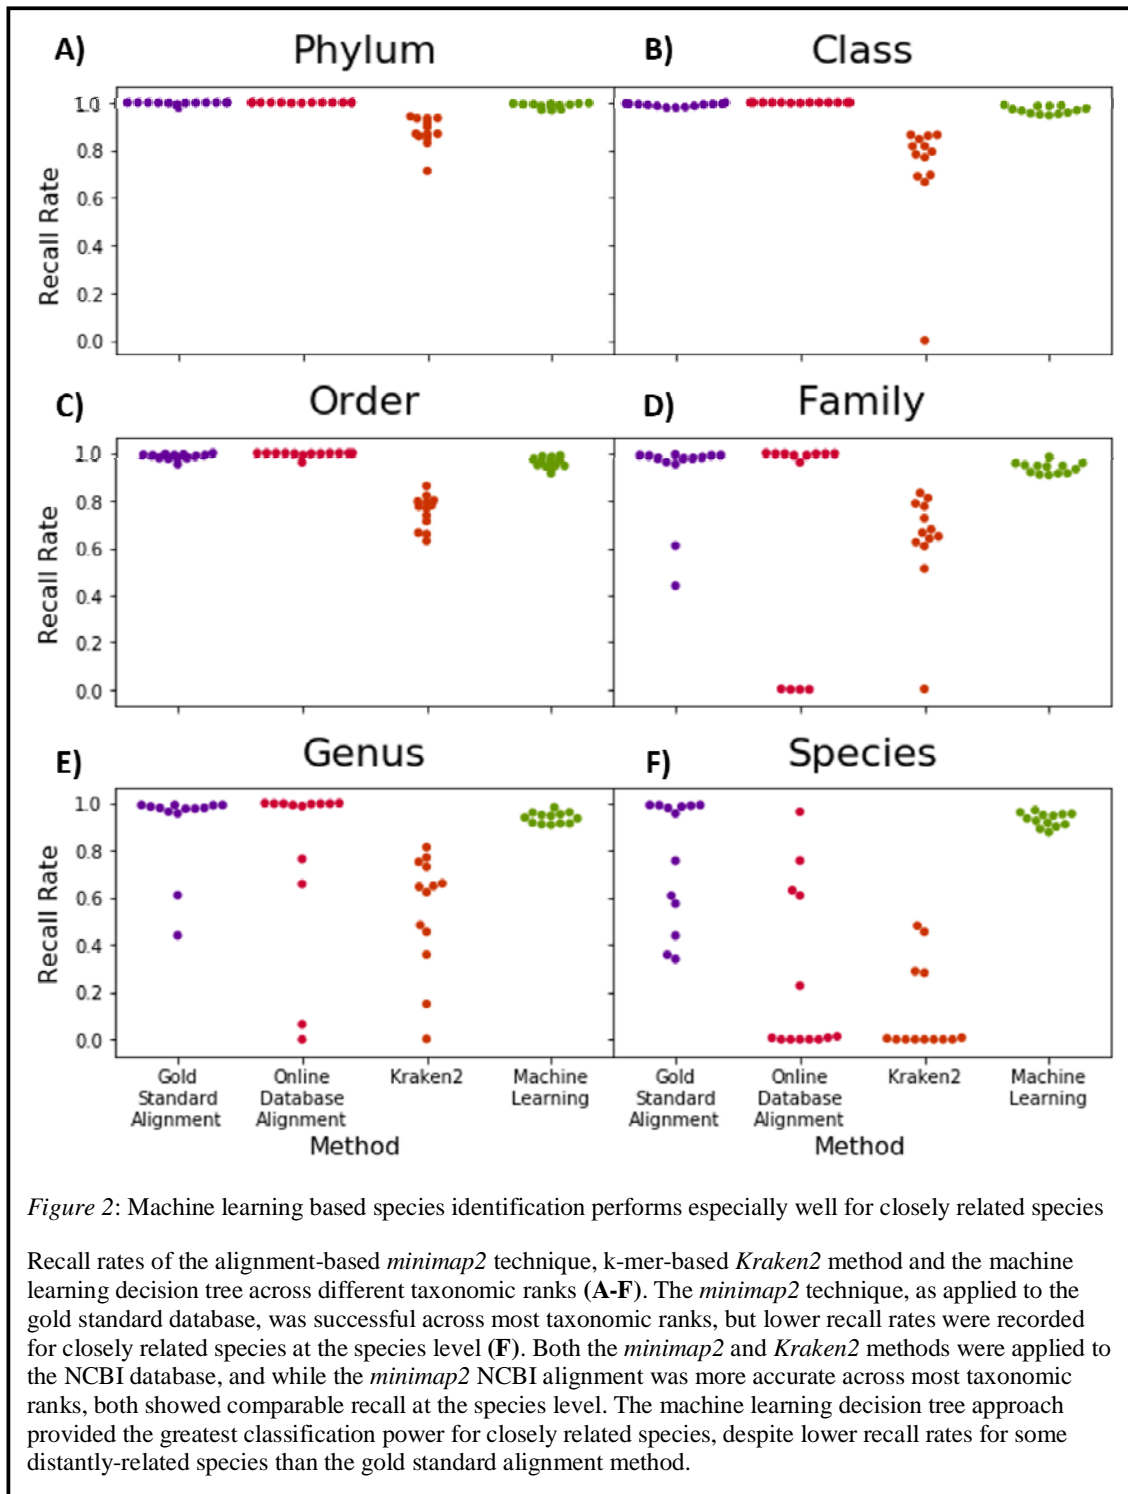 A) Phylum
B) Class
1.0
0.8
0.6
0.4
0.2
0.0
Recall Rate
C) Order
D) Family
1.0
0.8
0.6
0.4
0.2
0.0
Recall Rate
E) Genus
F) Species
1.0
0.8
0.6
0.4
0.2
0.0
Recall Rate
Gold
Standard
Alignment
Online
Database
Alignment
Kraken2
Machine
Learning
Method
Gold
Standard
Alignment
Online
Database
Alignment
Kraken2
Machine
Learning
Method
Figure 2: Machine learning based species identification performs especially well for closely related species
Recall rates of the alignment-based minimap2 technique, k-mer-based Kraken2 method and the machine
learning decision tree across different taxonomic ranks (A-F). The minimap2 technique, as applied to the
gold standard database, was successful across most taxonomic ranks, but lower recall rates were recorded
for closely related species at the species level (F). Both the minimap2 and Kraken2 methods were applied to
the NCBI database, and while the minimap2 NCBI alignment was more accurate across most taxonomic
ranks, both showed comparable recall at the species level. The machine learning decision tree approach
provided the greatest classification power for closely related species, despite lower recall rates for some
distantly-related species than the gold standard alignment method.